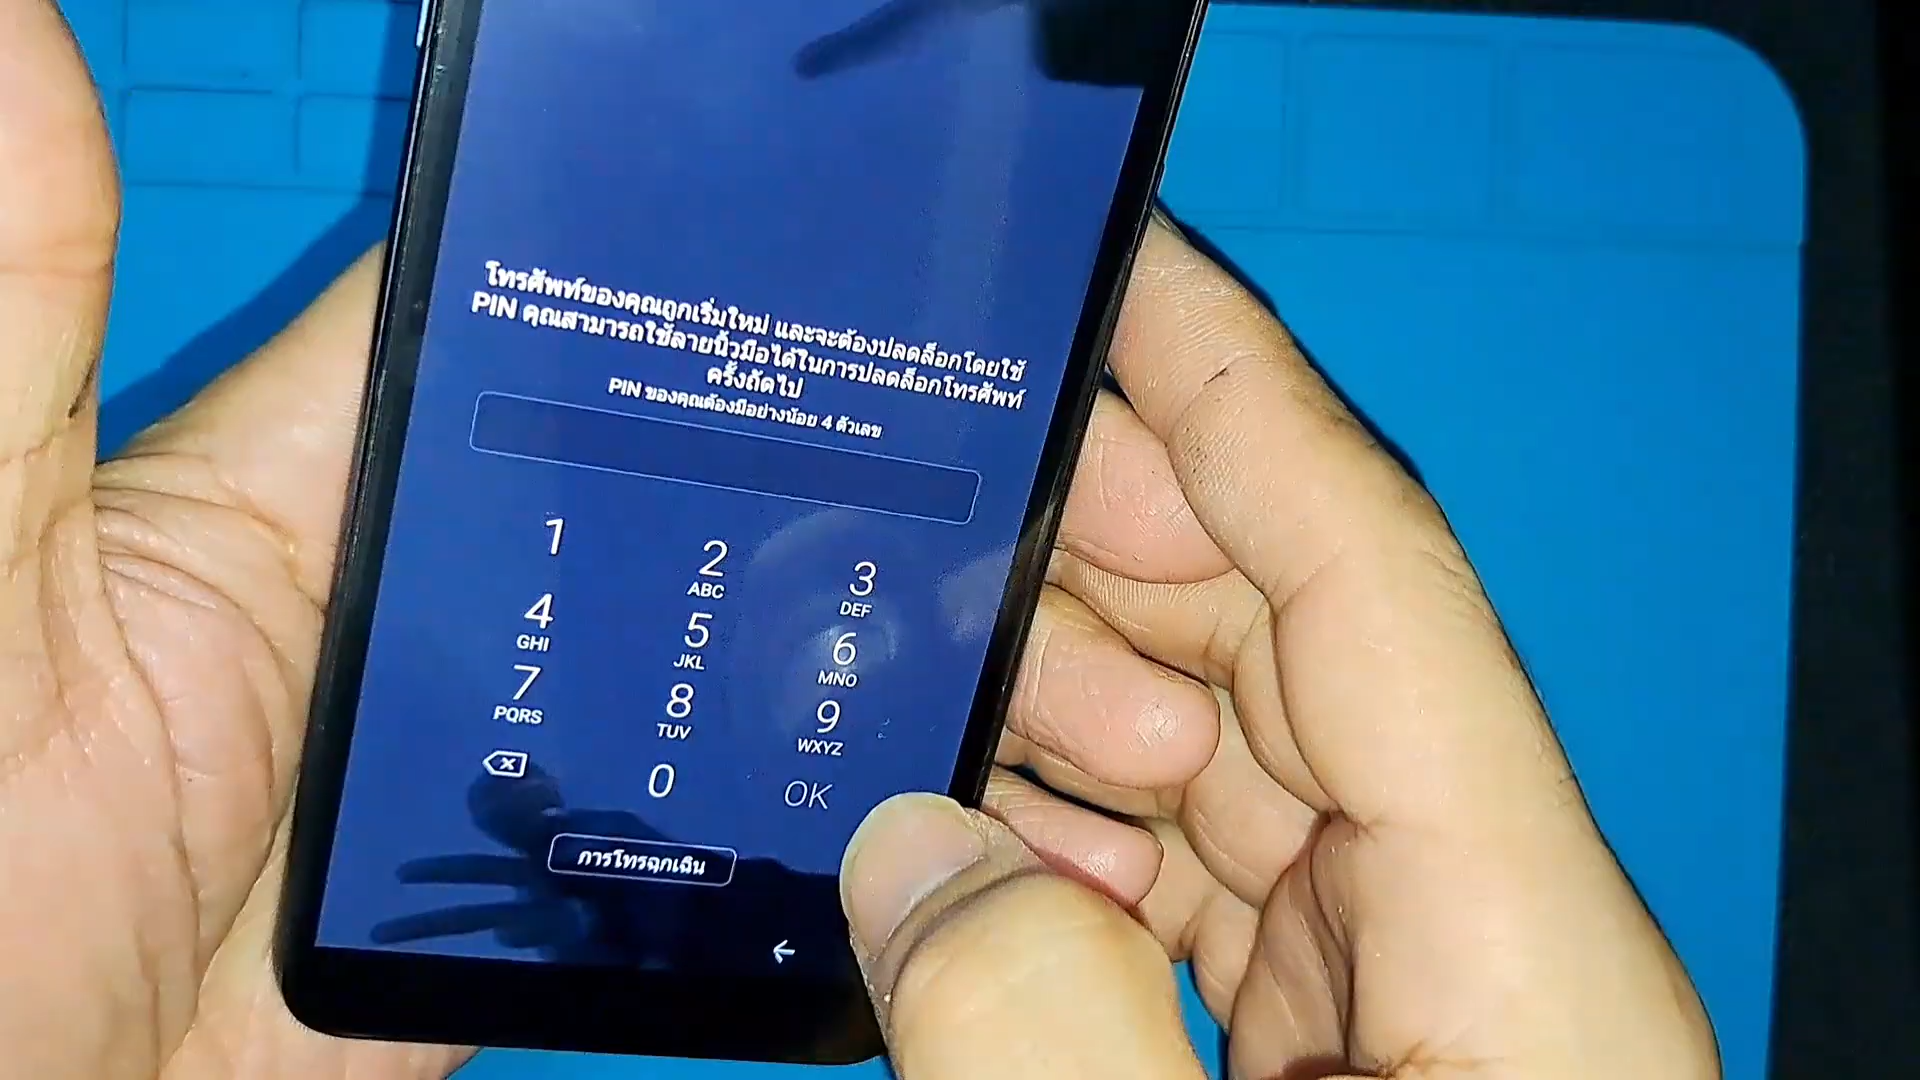 โทรศัพท์ของคุณถูกเริ่มใหม่ และจะต้องปลดล็อกโดยใช้
PIN คุณสามารถใช้ลายนิ้วมือได้ในการปลดล็อกโทรศัพท์
ครั้งถัดไป
PIN ของคุณต้องมีอย่างน้อย 4 ตัวเลข
1 2 3
ABC DEF
4 5 6
GHI JKL MNO
7 8 9
PQRS TUV WXYZ
0 OK
การโทรฉุกเฉิน